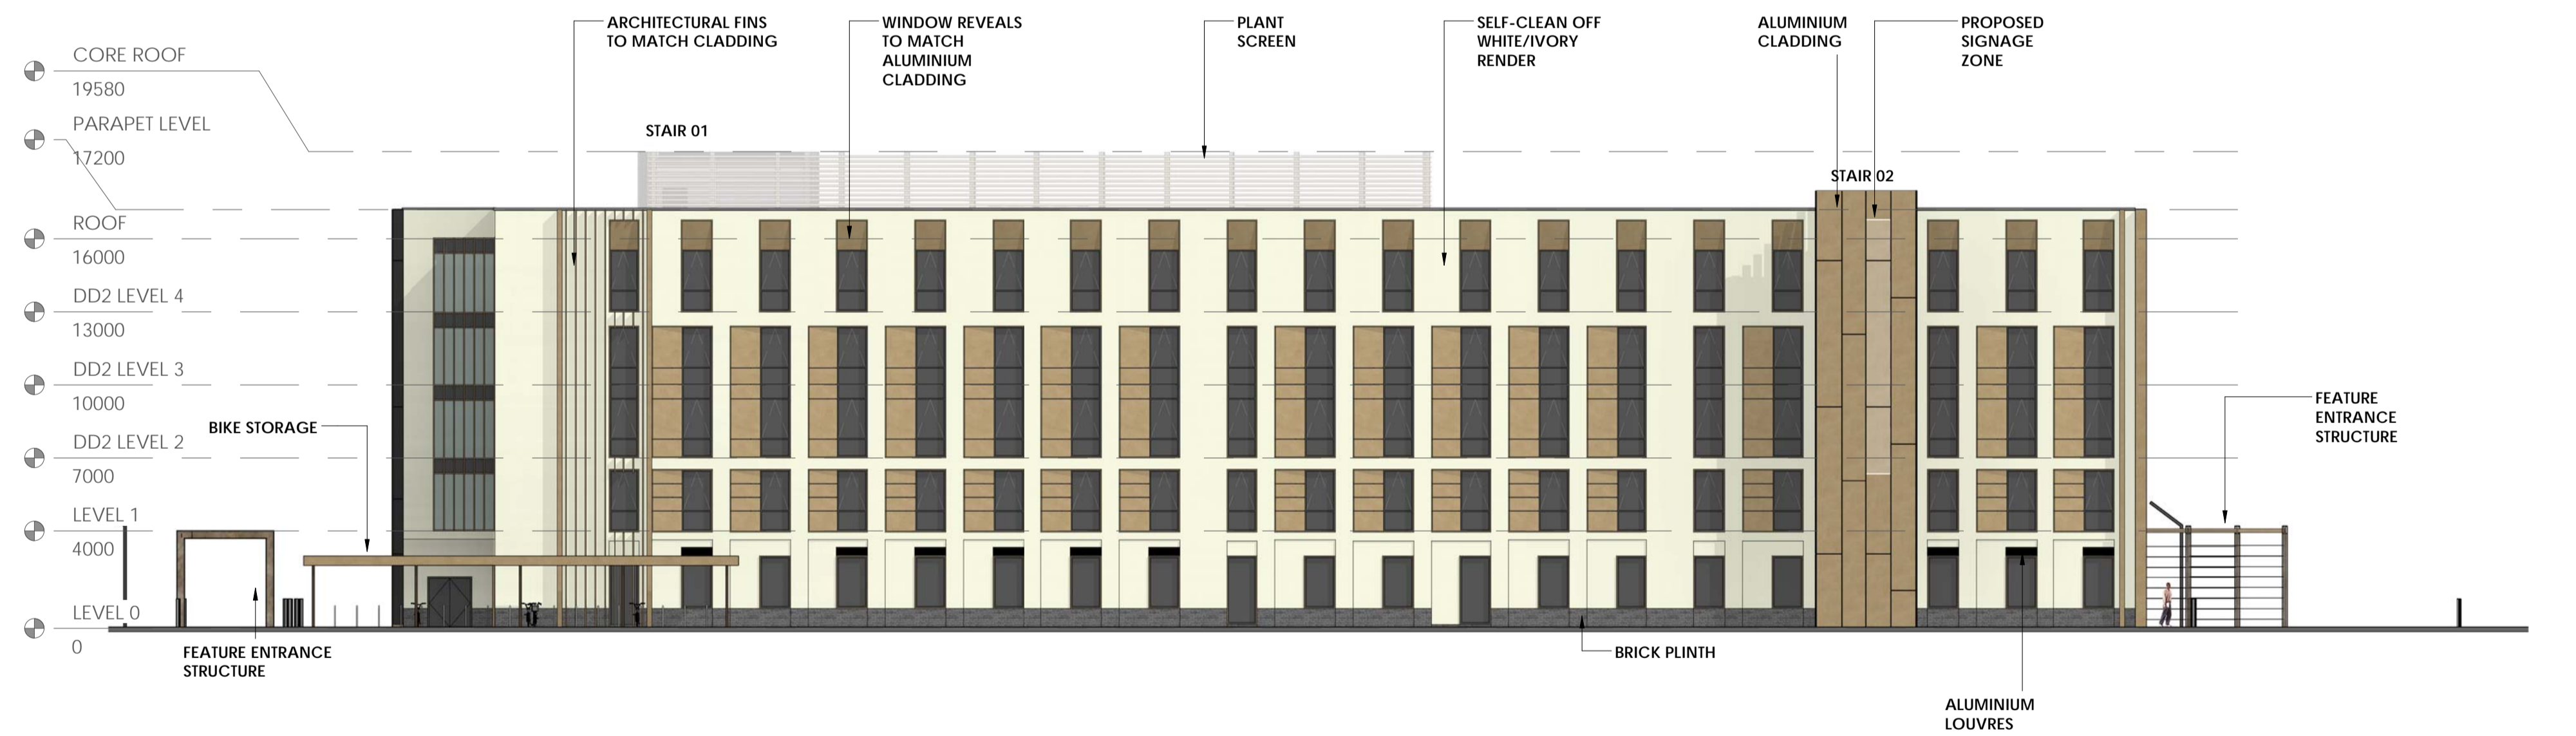 ARCHITECTURAL FINS
TO MATCH CLADDING
WINDOW REVEALS
TO MATCH
ALUMINIUM
CLADDING
PLANT
SCREEN
SELF-CLEAN OFF
WHITE/IVORY
RENDER
ALUMINIUM
CLADDING
PROPOSED
SIGNAGE
ZONE
CORE ROOF
19580
PARAPET LEVEL
17200
STAIR 01
STAIR 02
ROOF
16000
DD2 LEVEL 4
13000
DD2 LEVEL 3
10000
BIKE STORAGE
DD2 LEVEL 2
7000
FEATURE
ENTRANCE
STRUCTURE
LEVEL 1
4000
LEVEL 0
0
FEATURE ENTRANCE
STRUCTURE
BRICK PLINTH
ALUMINIUM
LOUVRES